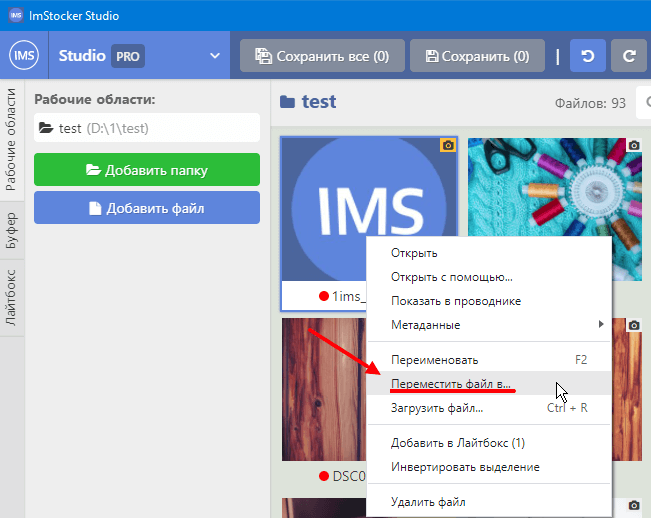 IMS ImStocker Studio
IMS Studio PRO Сохранить все (0) Сохранить (0) |
Рабочие области
Буфер
Лайтбокс
Рабочие области:
test (D:\1\test)
Добавить папку
Добавить файл
test Файлов: 93
IMS
1ims_
DSC0
Открыть
Открыть с помощью...
Показать в проводнике
Метаданные
Переименовать F2
Переместить файл в...
Загрузить файл... Ctrl + R
Добавить в Лайтбокс (1)
Инвертировать выделение
Удалить файл